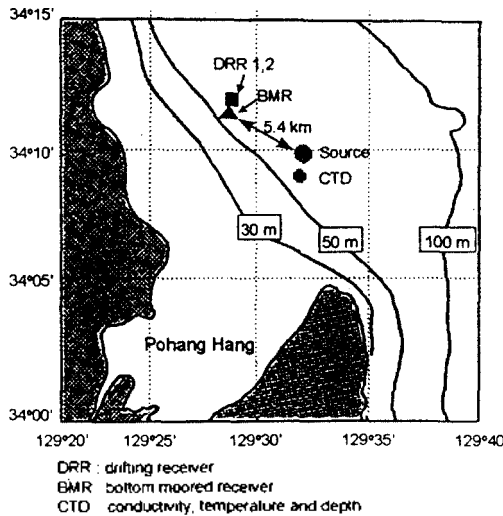 34°15'
DRR 1,2
BMR
5.4 km
34°10'
Source
CTD
30 m
50 m
100 m
34°05'
Pohang Hang
34°00'
129°20'
129°25'
129°30'
129°35'
129°40'
DRR : drifting receiver
BMR bottom moored receiver
CTD conductivity, temperature and depth